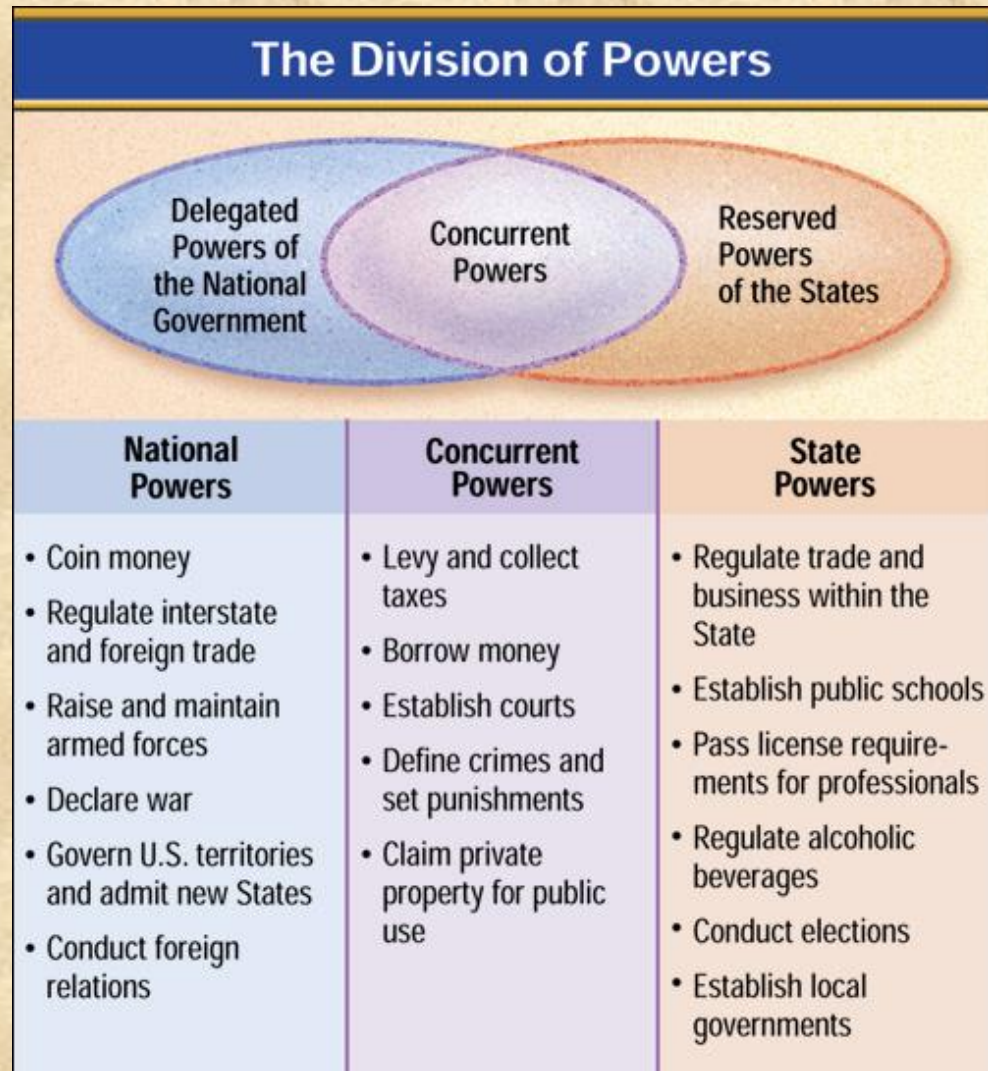 The Division of Powers
Delegated
Powers of
the National
Government
Concurrent
Powers
Reserved
Powers
of the States
National
Powers
• Coin money
• Regulate interstate
and foreign trade
• Raise and maintain
armed forces
• Declare war
• Govern U.S. territories
and admit new States
• Conduct foreign
relations
Concurrent
Powers
• Levy and collect
taxes
• Borrow money
• Establish courts
• Define crimes and
set punishments
• Claim private
property for public
use
State
Powers
• Regulate trade and
business within the
State
• Establish public schools
• Pass license require-
ments for professionals
• Regulate alcoholic
beverages
• Conduct elections
• Establish local
governments